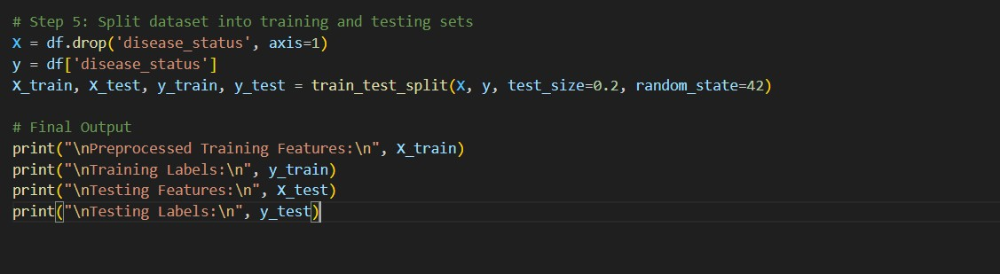 # Step 5: Split dataset into training and testing sets
X = df.drop('disease_status', axis=1)
y = df['disease_status']
X_train, X_test, y_train, y_test = train_test_split(X, y, test_size=0.2, random_state=42)
# Final Output
print("\nPreprocessed Training Features:\n", X_train)
print("\nTraining Labels:\n", y_train)
print("\nTesting Features:\n", X_test)
print("\nTesting Labels:\n", y_test)